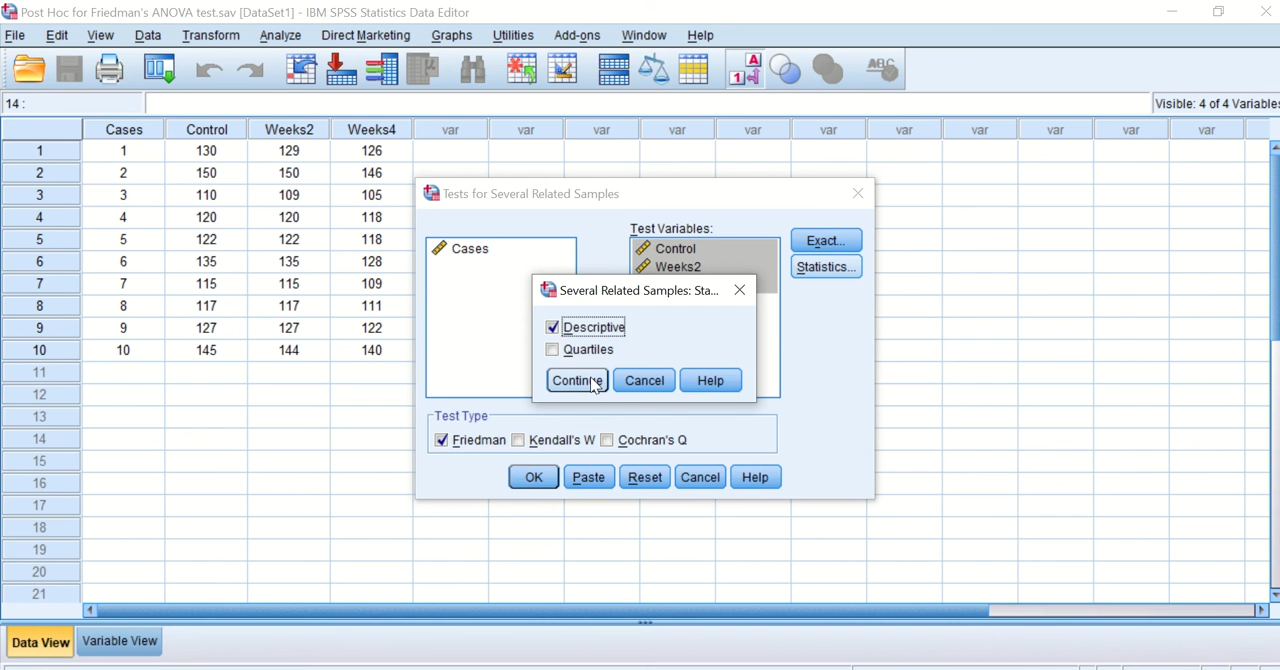 Post Hoc for Friedman's ANOVA test.sav [DataSet1] - IBM SPSS Statistics Data Editor
File Edit View Data Transform Analyze Direct Marketing Graphs Utilities Add-ons Window Help
14 : Visible: 4 of 4 Variables
Cases Control Weeks2 Weeks4 var var var var var var var var var var var
1 1 130 129 126
2 2 150 150 146
3 3 110 109 105
4 4 120 120 118
5 5 122 122 118
6 6 135 135 128
7 7 115 115 109
8 8 117 117 111
9 9 127 127 122
10 10 145 144 140
11
12
13
14
15
16
17
18
19
20
21
Tests for Several Related Samples
Test Variables:
Cases
Control
Weeks2
Exact...
Statistics...
Several Related Samples: Sta...
Descriptive
Quartiles
Continue Cancel Help
Test Type
Friedman Kendall's W Cochran's Q
OK Paste Reset Cancel Help
Data View Variable View